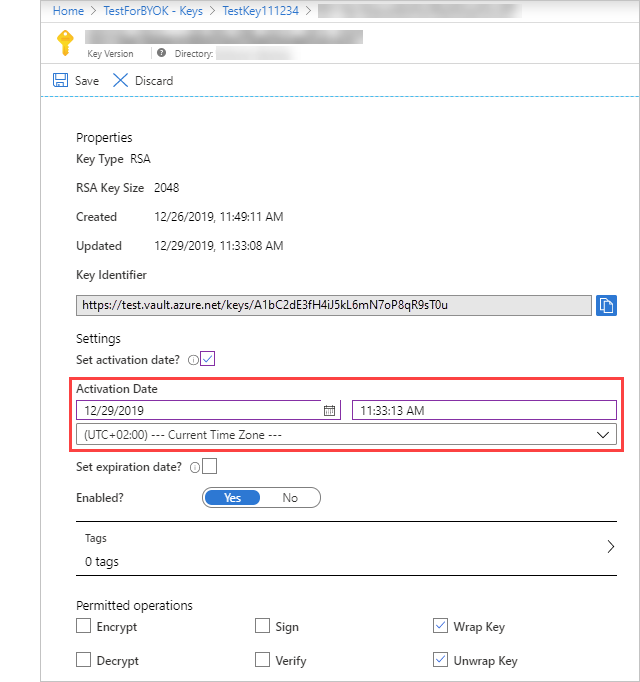 Home > TestForBYOK - Keys > TestKey111234 >
Key Version Directory:
Save Discard
Properties
Key Type RSA
RSA Key Size 2048
Created 12/26/2019, 11:49:11 AM
Updated 12/29/2019, 11:33:08 AM
Key Identifier
https://test.vault.azure.net/keys/A1bC2dE3fH4iJ5kL6mN7oP8qR9sT0u
Settings
Set activation date?
Activation Date
12/29/2019 11:33:13 AM
(UTC+02:00) --- Current Time Zone ---
Set expiration date?
Enabled? Yes No
Tags
0 tags
Permitted operations
Encrypt Sign Wrap Key
Decrypt Verify Unwrap Key